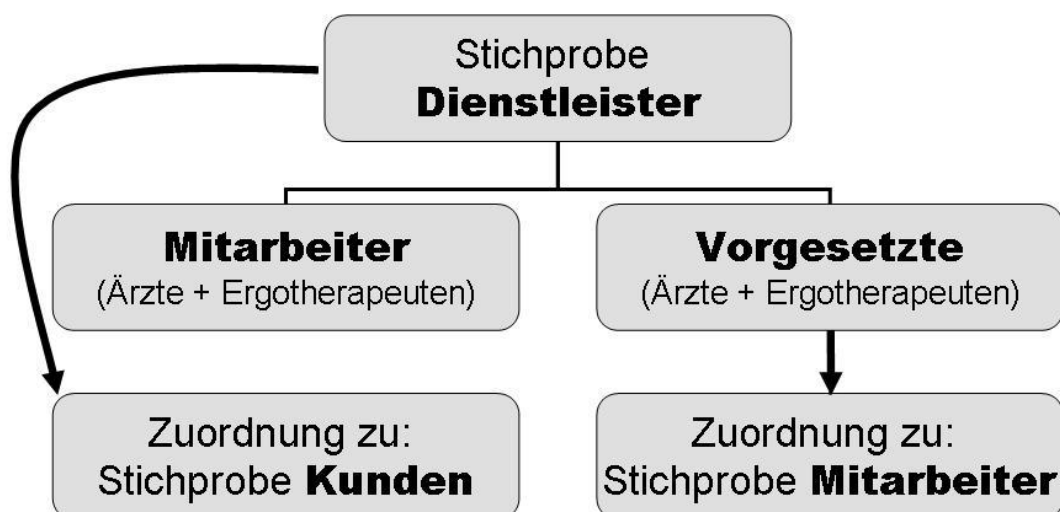 Stichprobe
Dienstleister
Mitarbeiter
(Ärzte + Ergotherapeuten)
Vorgesetzte
(Ärzte + Ergotherapeuten)
Zuordnung zu:
Stichprobe Kunden
Zuordnung zu:
Stichprobe Mitarbeiter